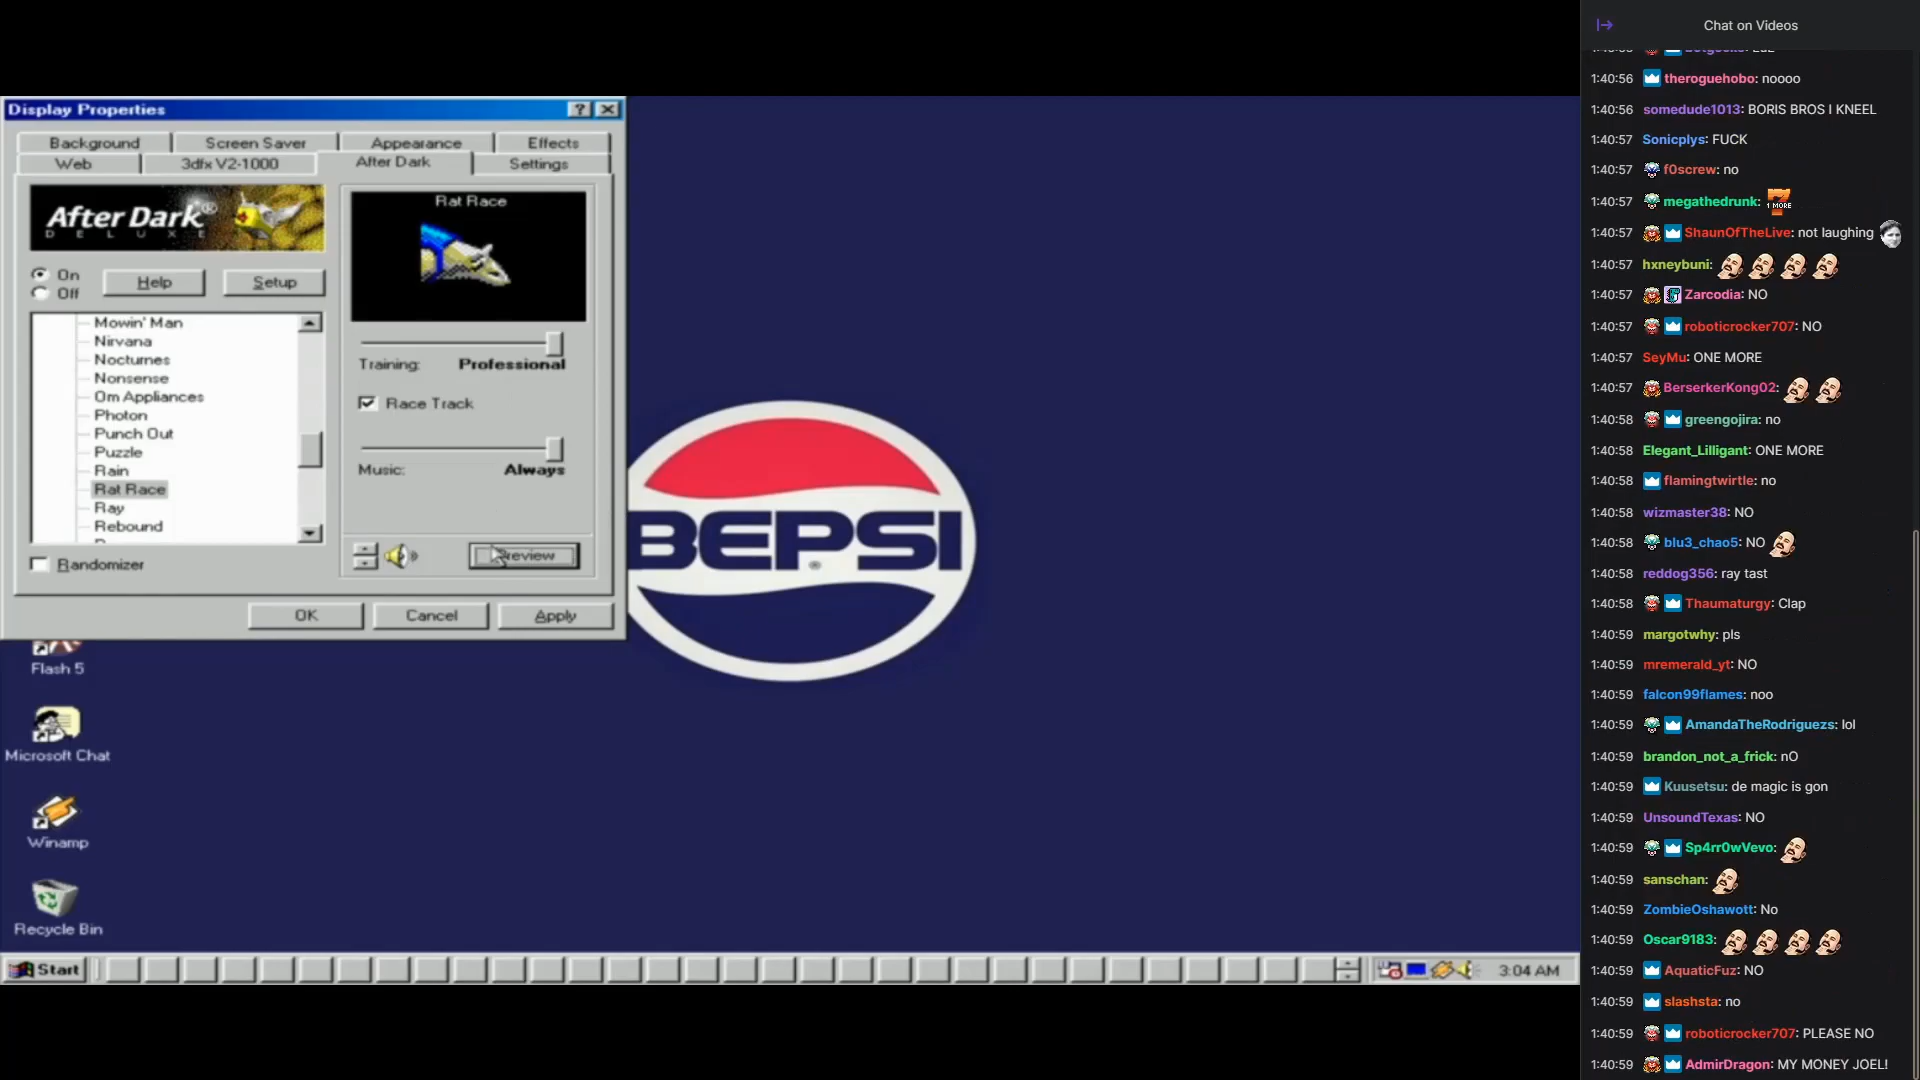 Display Properties
Background
Screen Saver
Appearance
Effects
Web
3dfx V2-1000
After Dark
Settings
After Dark®
DELUXE
On
Off
Help
Setup
Mowin' Man
Nirvana
Nocturnes
Nonsense
Om Appliances
Photon
Punch Out
Puzzle
Rain
Rat Race
Ray
Rebound
Randomizer
Rat Race
Training: Professional
Race Track
Music: Always
Preview
OK
Cancel
Apply
BEPSI
®
Flash 5
Microsoft Chat
Winamp
Recycle Bin
Start
3:04 AM
Chat on Videos
1:40:56 theroguehobo: noooo
1:40:56 somedude1013: BORIS BROS I KNEEL
1:40:57 Sonicplys: FUCK
1:40:57 f0screw: no
1:40:57 megathedrunk: 1 MORE
1:40:57 ShaunOfTheLive: not laughing
1:40:57 hxneybuni:
1:40:57 Zarcodia: NO
1:40:57 roboticrocker707: NO
1:40:57 SeyMu: ONE MORE
1:40:57 BerserkerKong02:
1:40:58 greengojira: no
1:40:58 Elegant_Lilligant: ONE MORE
1:40:58 flamingtwirtle: no
1:40:58 wizmaster38: NO
1:40:58 blu3_chao5: NO
1:40:58 reddog356: ray tast
1:40:58 Thaumaturgy: Clap
1:40:59 margotwhy: pls
1:40:59 mremerald_yt: NO
1:40:59 falcon99flames: noo
1:40:59 AmandaTheRodriguezs: lol
1:40:59 brandon_not_a_frick: nO
1:40:59 Kuusetsu: de magic is gon
1:40:59 UnsoundTexas: NO
1:40:59 Sp4rr0wVevo:
1:40:59 sanschan:
1:40:59 ZombieOshawott: No
1:40:59 Oscar9183:
1:40:59 AquaticFuz: NO
1:40:59 slashsta: no
1:40:59 roboticrocker707: PLEASE NO
1:40:59 AdmirDragon: MY MONEY JOEL!